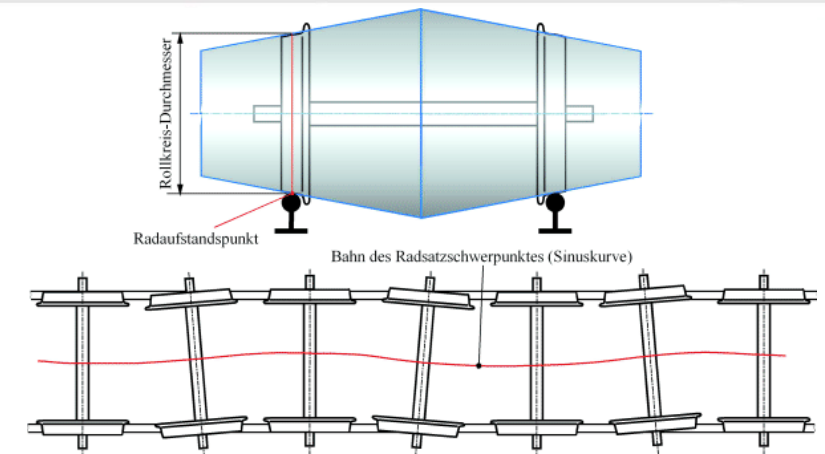 Rollkreis-Durchmesser
Radaufstandspunkt
Bahn des Radsatzschwerpunktes (Sinuskurve)